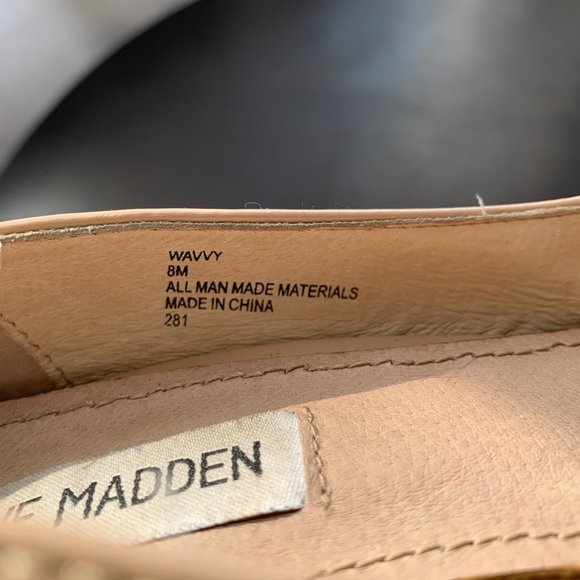 WAVVY
8M
ALL MAN MADE MATERIALS
MADE IN CHINA
281
MADDEN